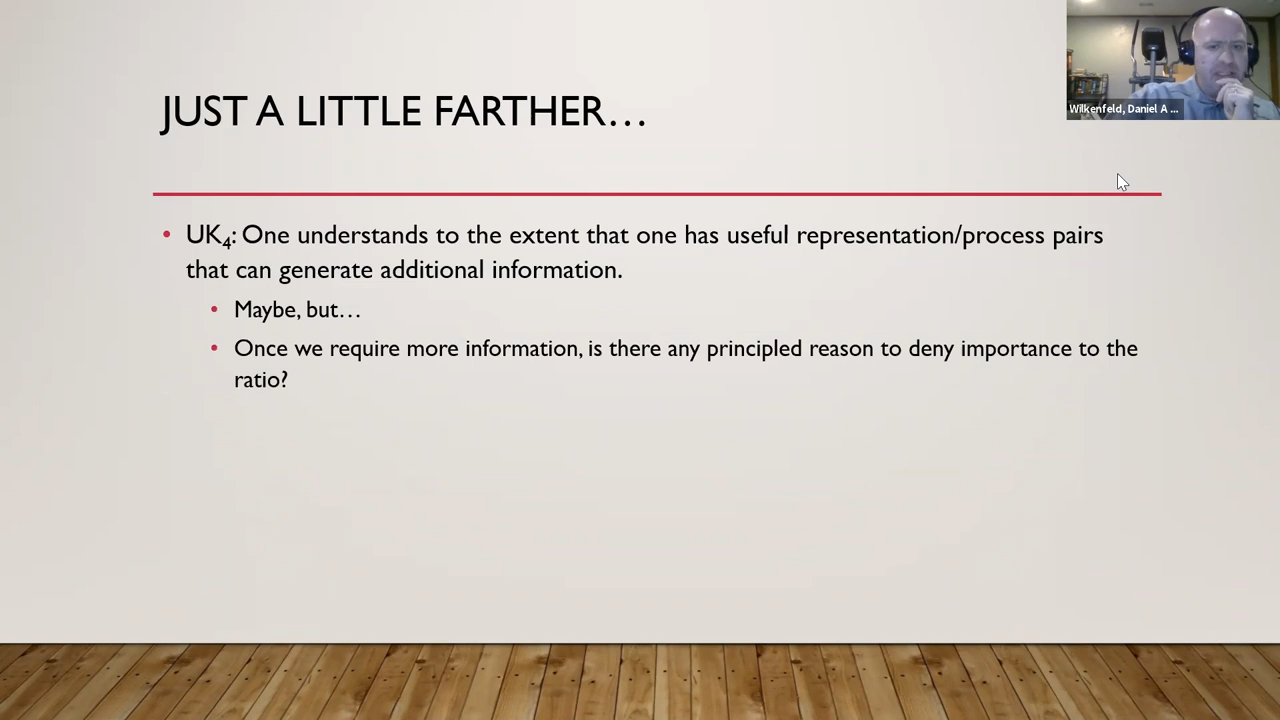 JUST A LITTLE FARTHER…
Wilkenfeld, Daniel A ...
• UK₄: One understands to the extent that one has useful representation/process pairs
that can generate additional information.
• Maybe, but…
• Once we require more information, is there any principled reason to deny importance to the
ratio?